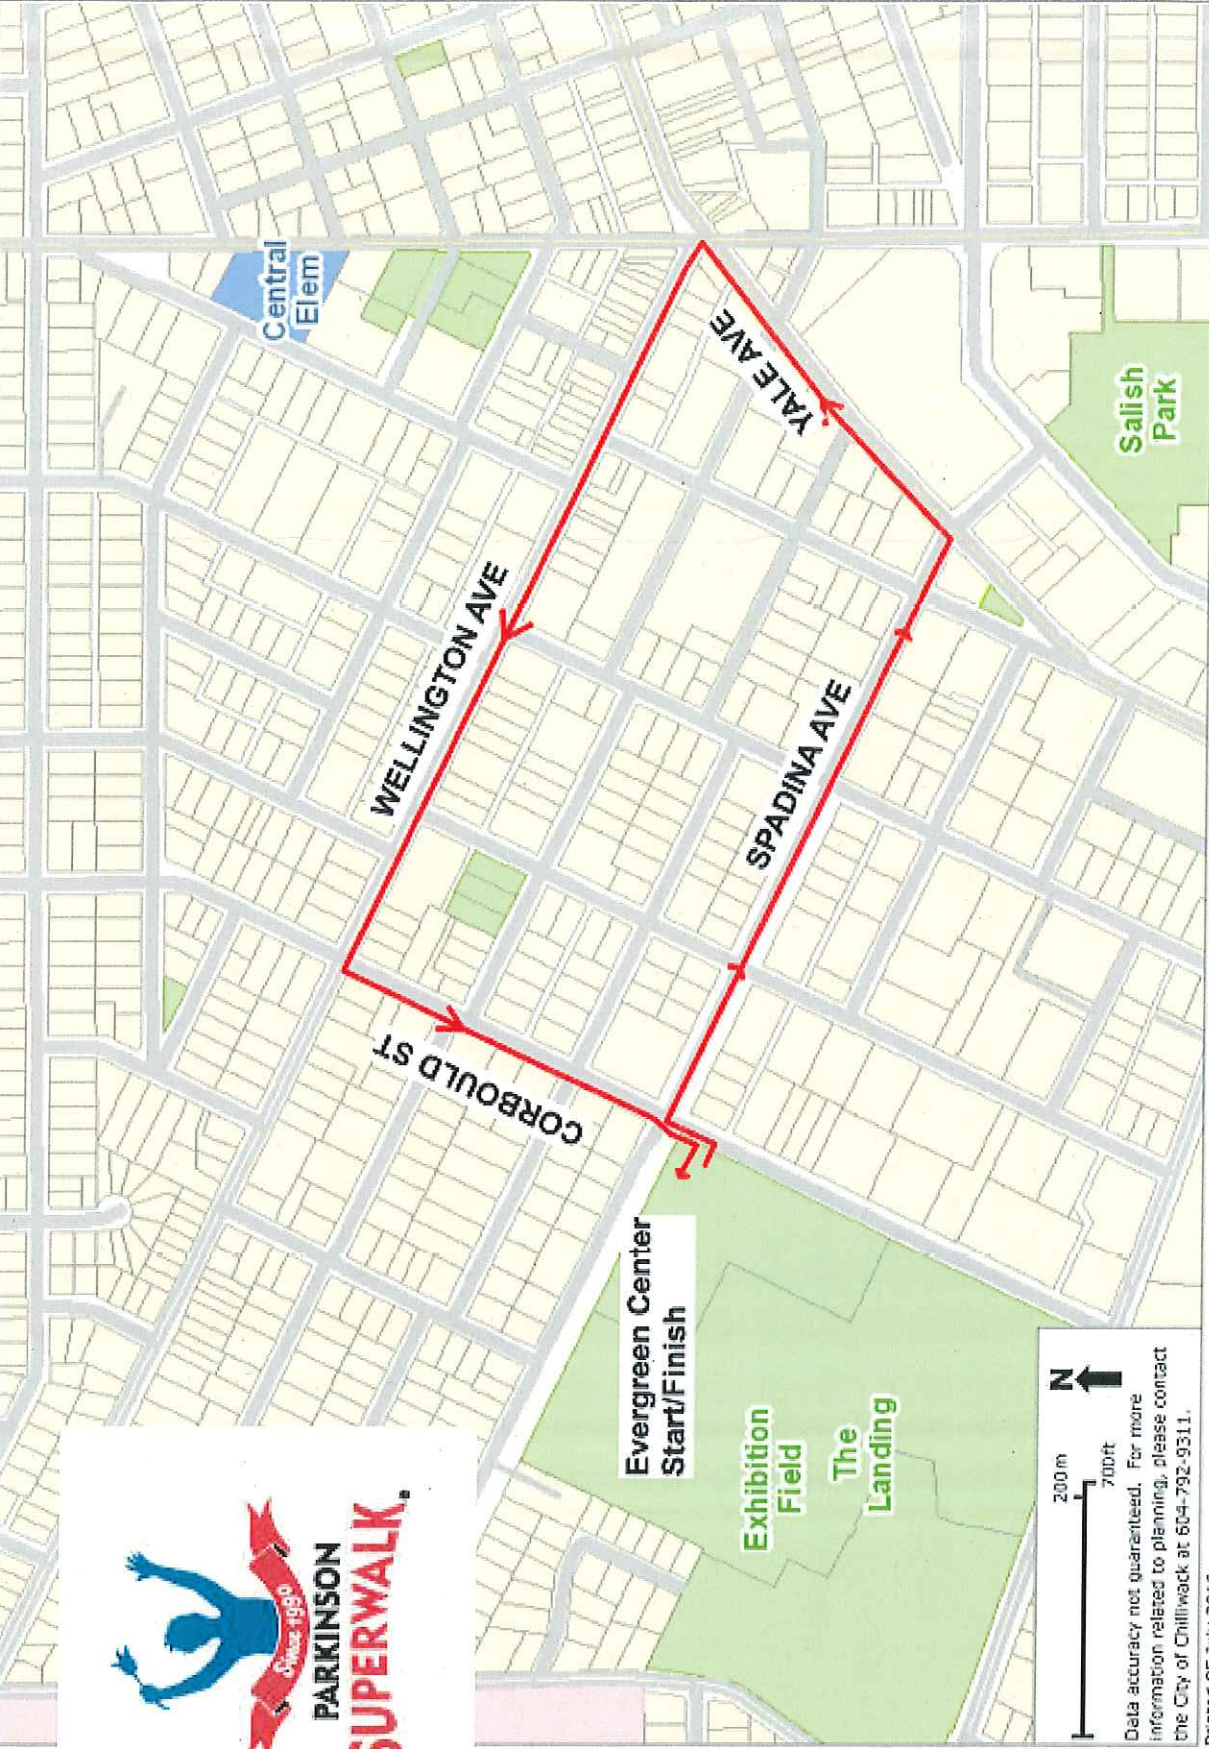 Since 1990
PARKINSON
SUPERWALK
Central
Elem
WELLINGTON AVE
YALE AVE
CORBOULD ST
SPADINA AVE
Evergreen Center
Start/Finish
Exhibition
Field
The
Landing
Salish
Park
N
200m
700ft
Data accuracy not guaranteed. For more
information related to planning, please contact
the City of Chilliwack at 604-792-9311.